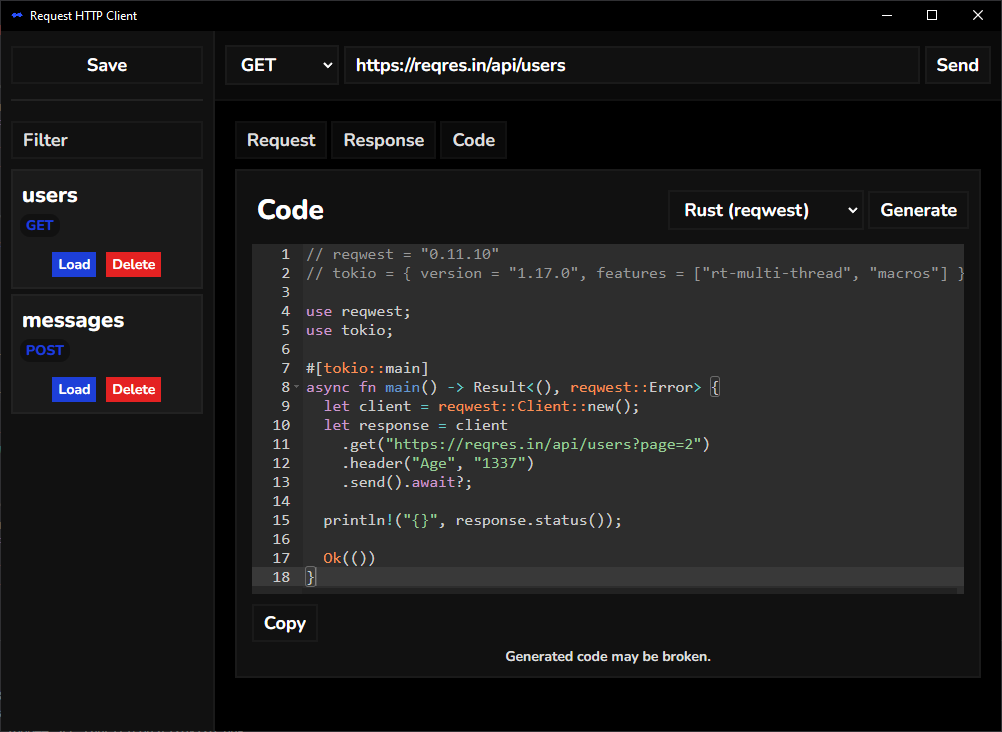 Request HTTP Client
Save
GET
https://reqres.in/api/users
Send
Filter
users
GET
Load Delete
messages
POST
Load Delete
Request Response Code
Code
Rust (reqwest)
Generate
1 // reqwest = "0.11.10"
2 // tokio = { version = "1.17.0", features = ["rt-multi-thread", "macros"] }
3
4 use reqwest;
5 use tokio;
6
7 #[tokio::main]
8 async fn main() -> Result<(), reqwest::Error> {
9   let client = reqwest::Client::new();
10   let response = client
11     .get("https://reqres.in/api/users?page=2")
12     .header("Age", "1337")
13     .send().await?;
14
15   println!("{}", response.status());
16
17   Ok(())
18 }
Copy
Generated code may be broken.